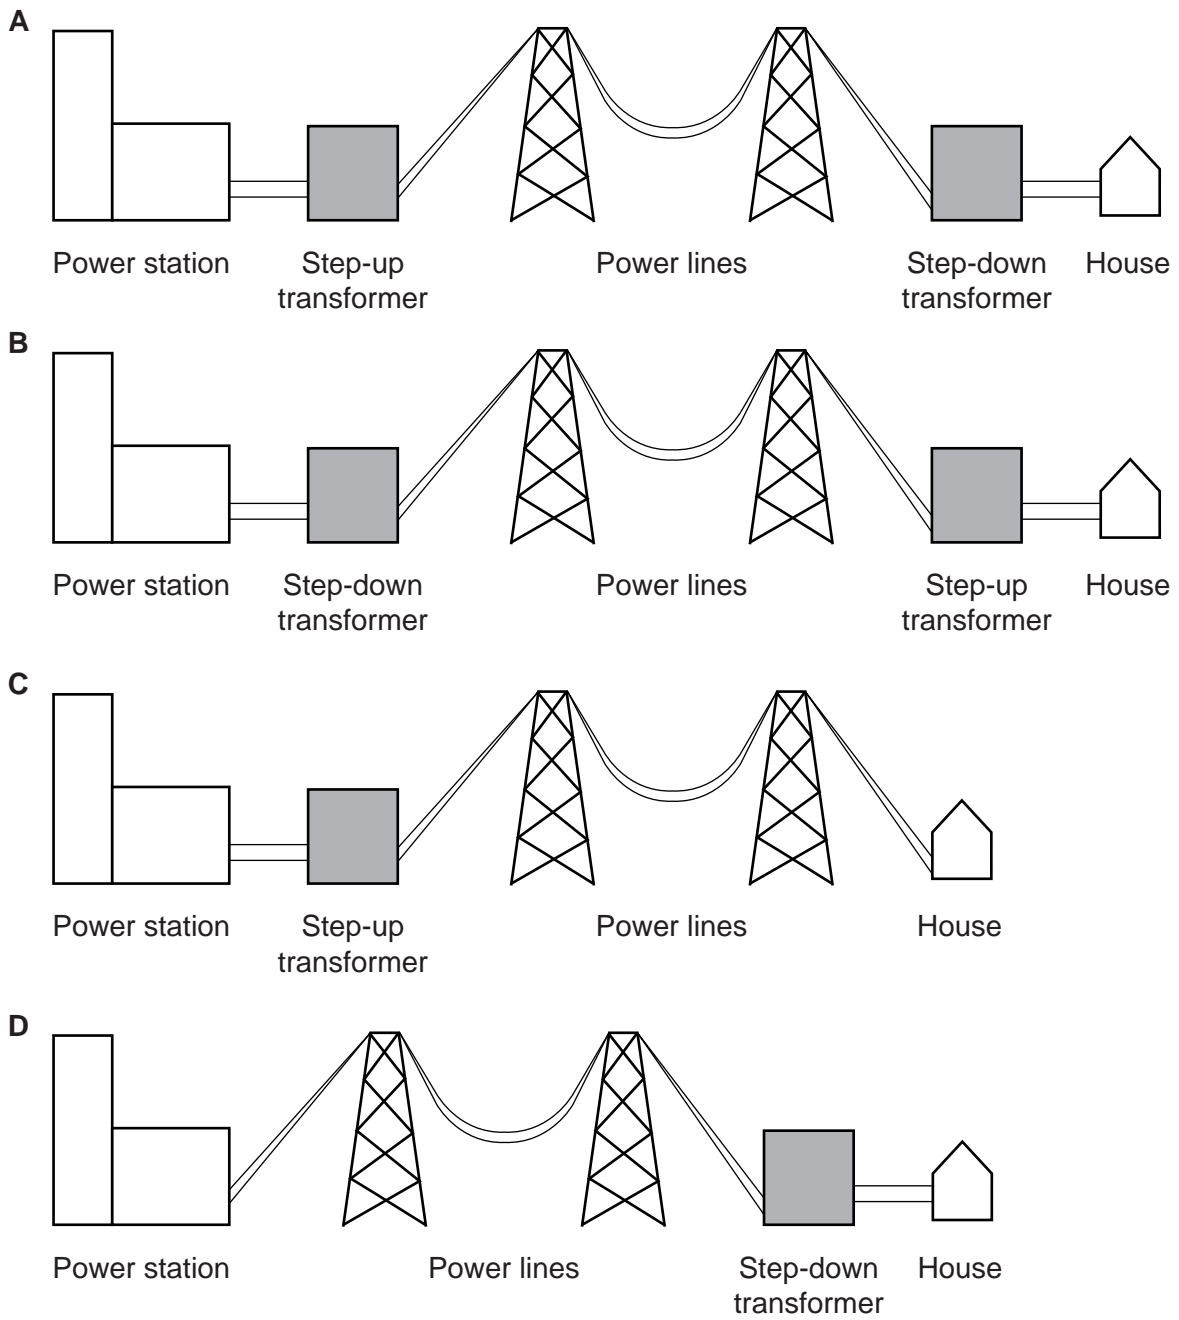 A
Power station Step-up Power lines Step-down House
transformer transformer
B
Power station Step-down Power lines Step-up House
transformer transformer
C
Power station Step-up Power lines House
transformer
D
Power station Power lines Step-down House
transformer